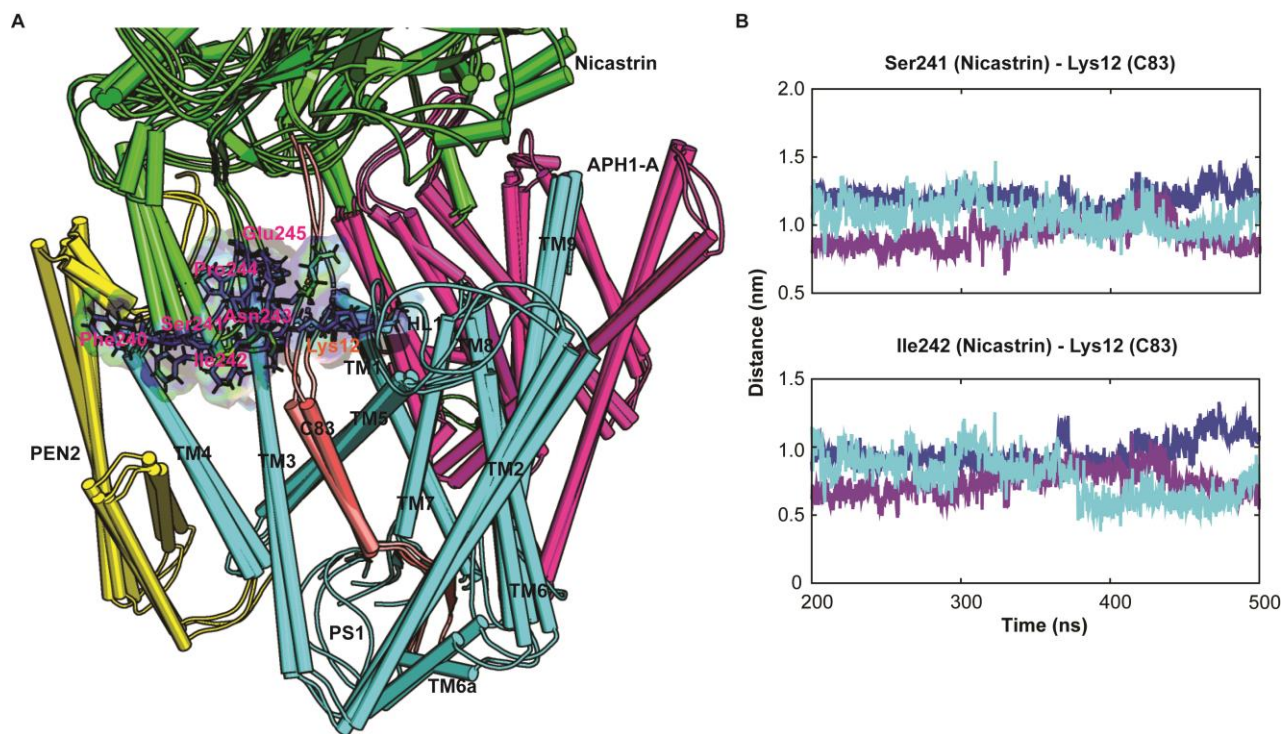 A
Nicastrin
APH1-A
TM9
Glu245
Pro244
Ser241
Asn243
Phe240
Ile242
Lys12
HL1
TM8
TM1
TM5
C83
PEN2
TM4
TM3
TM2
TM7
TM6
PS1
TM6a
B
Ser241 (Nicastrin) - Lys12 (C83)
2.0
1.5
1.0
0.5
Ile242 (Nicastrin) - Lys12 (C83)
Distance (nm)
1.5
1.0
0.5
0
200
300
400
500
Time (ns)